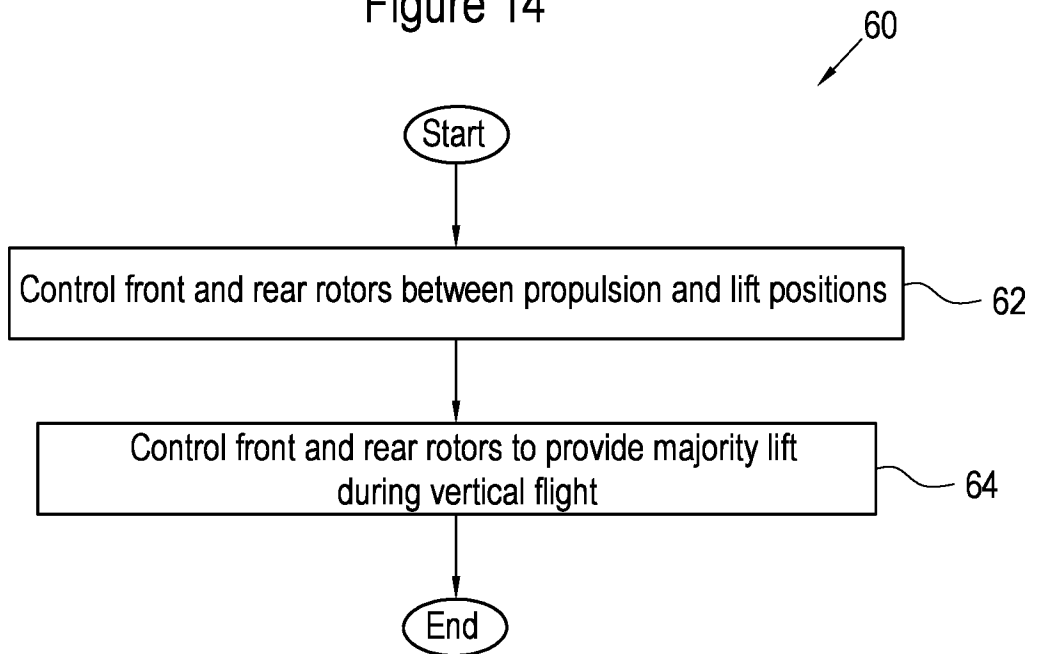 Figure 14
60
Start
Control front and rear rotors between propulsion and lift positions
62
Control front and rear rotors to provide majority lift
during vertical flight
64
End